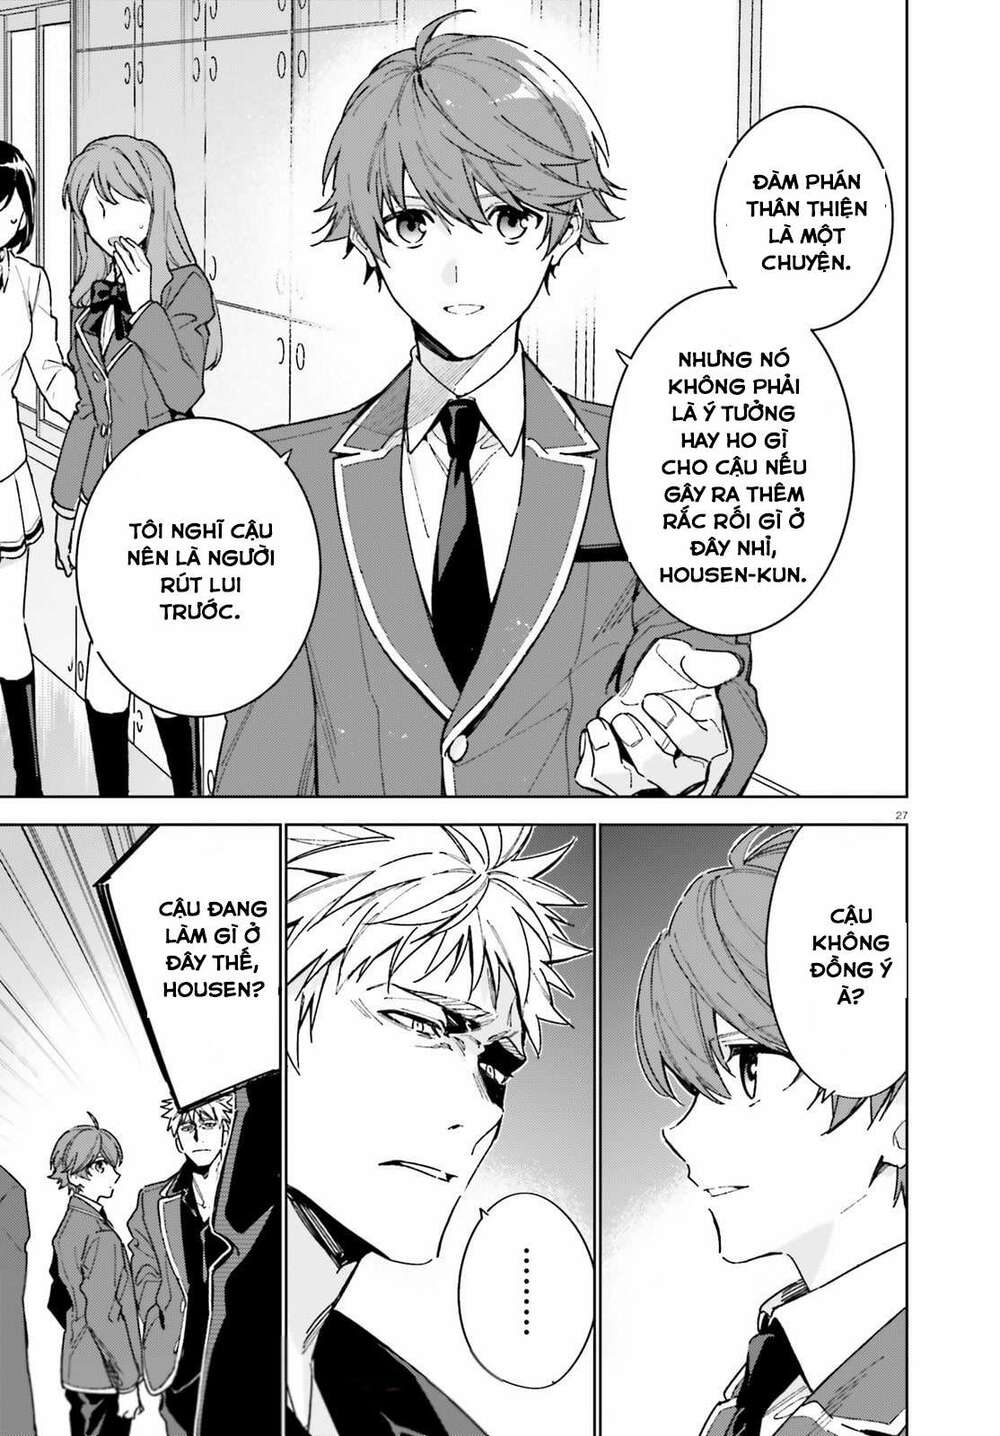 ĐÀM PHÁN
THÂN THIỆN
LÀ MỘT
CHUYỆN.
NHƯNG NÓ
KHÔNG PHẢI
LÀ Ý TƯỞNG
HAY HO GÌ
CHO CẬU NẾU
GÂY RA THÊM
RẮC RỐI GÌ Ở
ĐÂY NHỈ,
HOUSEN-KUN.
TÔI NGHĨ CẬU
NÊN LÀ NGƯỜI
RÚT LUI
TRƯỚC.
27
CẬU
KHÔNG
ĐỒNG Ý
À?
.........
CẬU ĐANG
LÀM GÌ Ở
ĐÂY THẾ,
HOUSEN?